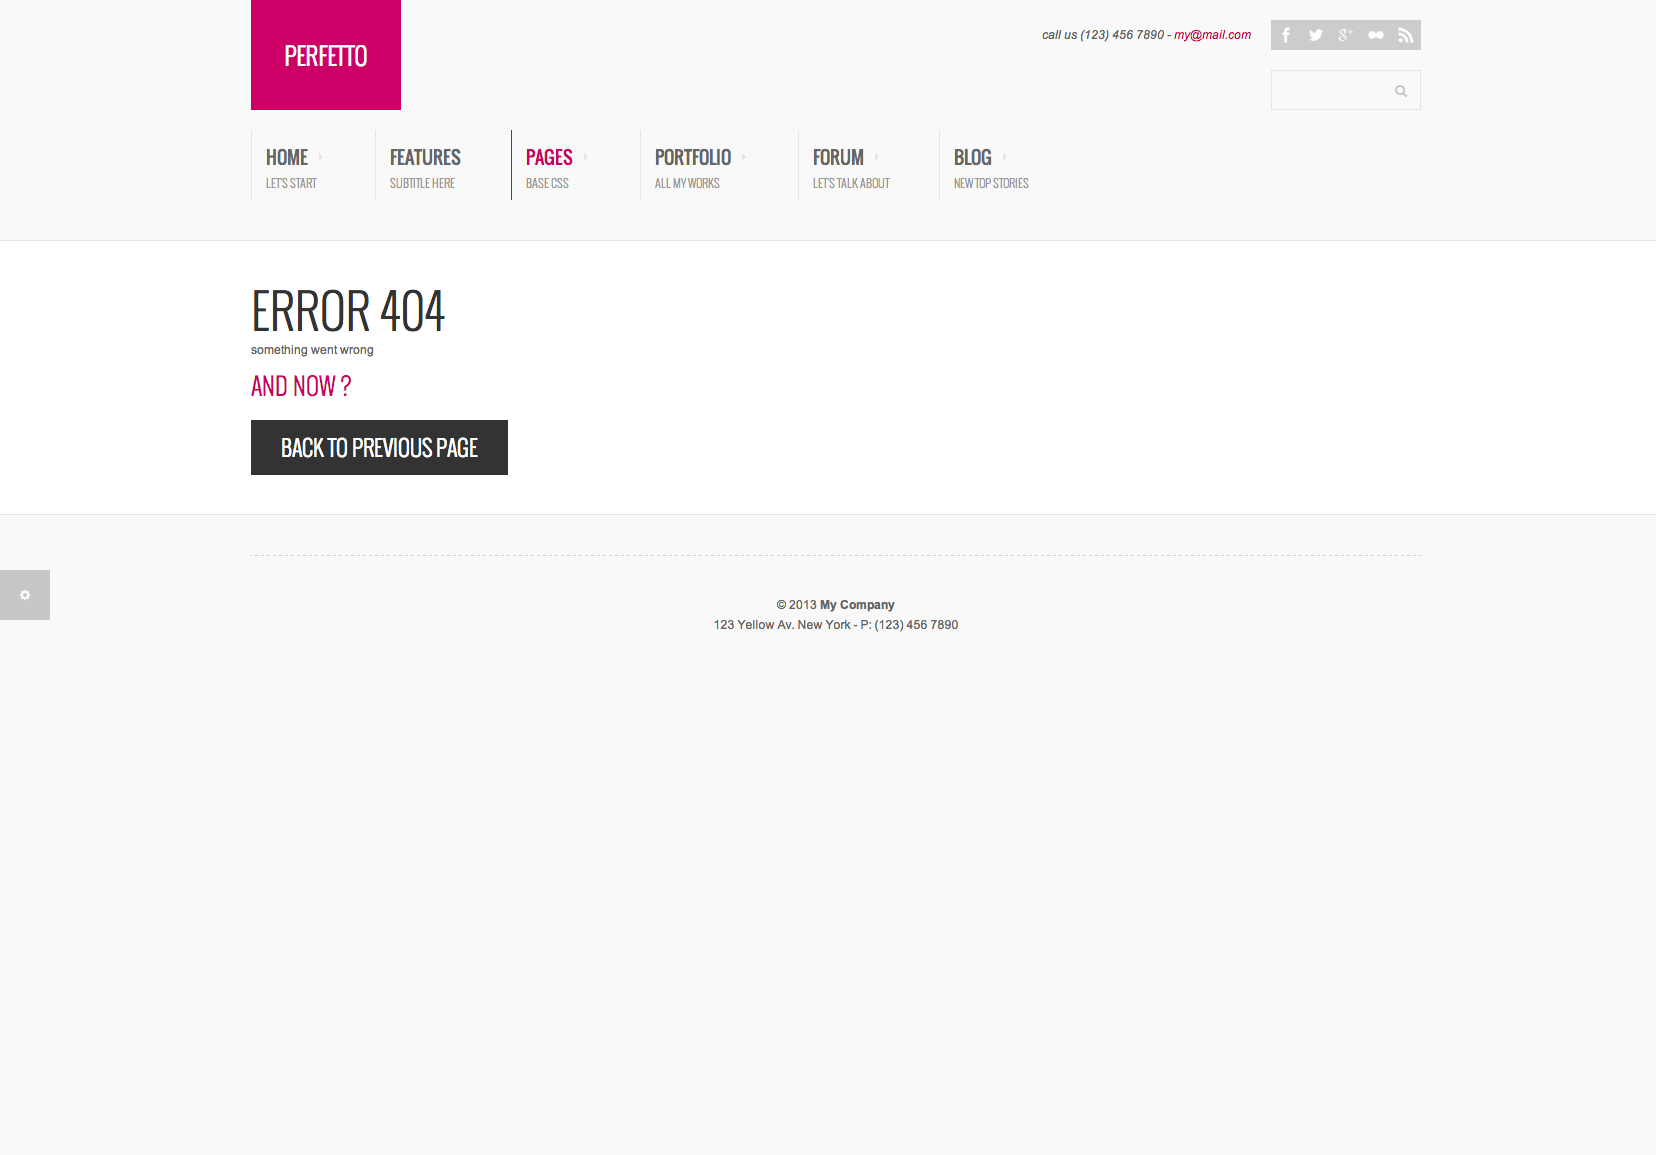 PERFETTO
call us (123) 456 7890 - my@mail.com
HOME
LET'S START
FEATURES
SUBTITLE HERE
PAGES
BASE CSS
PORTFOLIO
ALL MY WORKS
FORUM
LET'S TALK ABOUT
BLOG
NEW TOP STORIES
ERROR 404
something went wrong
AND NOW ?
BACK TO PREVIOUS PAGE
© 2013 My Company
123 Yellow Av. New York - P: (123) 456 7890